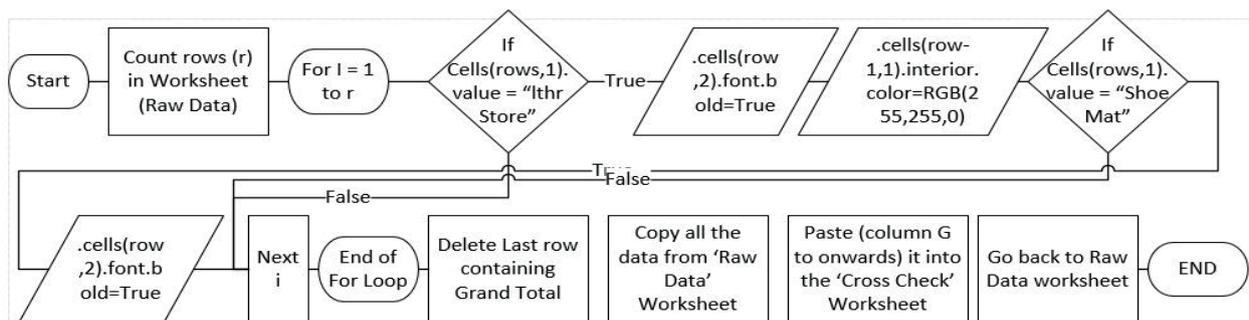 Start
Count rows (r)
in Worksheet
(Raw Data)
For I = 1
to r
If
Cells(rows,1).
value = “lthr
Store”
True
.cells(row
,2).font.b
old=True
.cells(row-
1,1).interior.
color=RGB(2
55,255,0)
If
Cells(rows,1).
value = “Shoe
Mat”
True
False
False
.cells(row
,2).font.b
old=True
Next
i
End of
For Loop
Delete Last row
containing
Grand Total
Copy all the
data from ‘Raw
Data’
Worksheet
Paste (column G
to onwards) it into
the ‘Cross Check’
Worksheet
Go back to Raw
Data worksheet
END